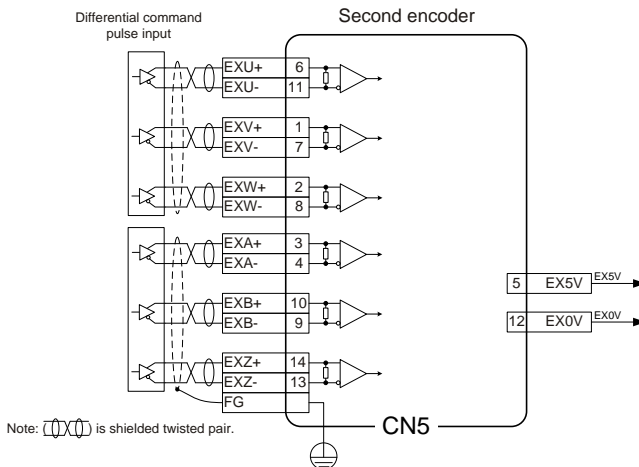 Differential command
pulse input
Second encoder
EXU+ 6
EXU- 11
EXV+ 1
EXV- 7
EXW+ 2
EXW- 8
EXA+ 3
EXA- 4
EXB+ 10
EXB- 9
EXZ+ 14
EXZ- 13
FG
5 EX5V EX5V
12 EX0V EX0V
CN5
Note: is shielded twisted pair.